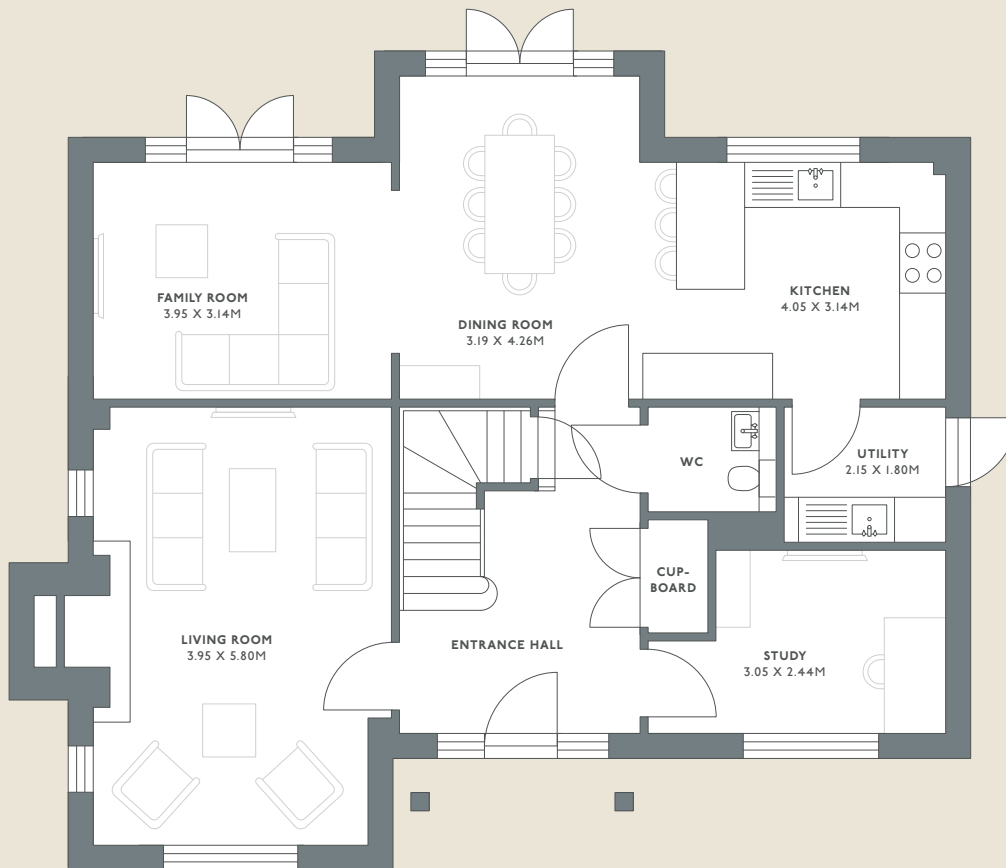 FAMILY ROOM
3.95 X 3.14M
DINING ROOM
3.19 X 4.26M
KITCHEN
4.05 X 3.14M
WC
UTILITY
2.15 X 1.80M
CUP-
BOARD
LIVING ROOM
3.95 X 5.80M
ENTRANCE HALL
STUDY
3.05 X 2.44M